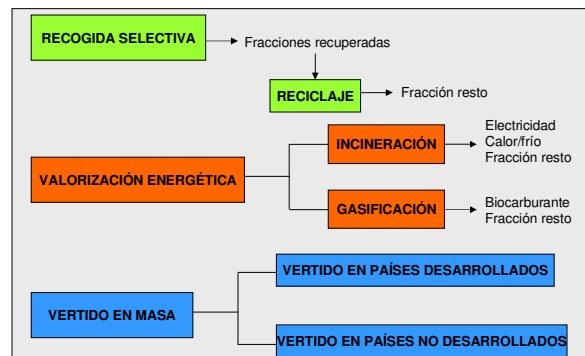 RECOGIDA SELECTIVA
Fracciones recuperadas
RECICLAJE
Fracción resto
VALORIZACIÓN ENERGÉTICA
INCINERACIÓN
Electricidad
Calor/frío
Fracción resto
GASIFICACIÓN
Biocarburante
Fracción resto
VERTIDO EN MASA
VERTIDO EN PAÍSES DESARROLLADOS
VERTIDO EN PAÍSES NO DESARROLLADOS